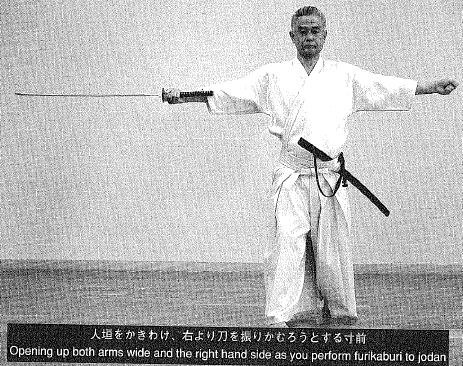 人垣をかきわけ、右より刀を振りかむろうとする寸前
Opening up both arms wide and the right hand side as you perform furikaburi to jodan